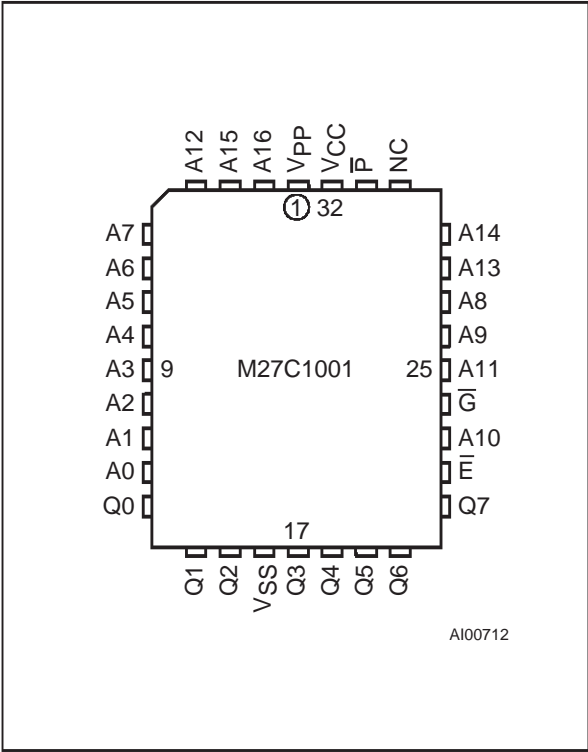 A12 A15 A16 VPP VCC P̅ NC
1 32
A7 A14
A6 A13
A5 A8
A4 A9
A3 9 M27C1001 25 A11
A2 G̅
A1 A10
A0 E̅
Q0 Q7
17
Q1 Q2 VSS Q3 Q4 Q5 Q6
AI00712